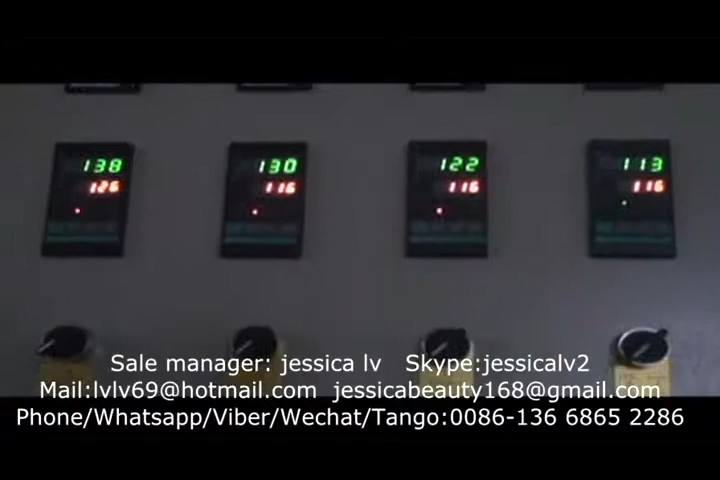 138 130 122 113
126 116 116 116
Sale manager: jessica lv Skype:jessicalv2
Mail:lvlv69@hotmail.com jessicabeauty168@gmail.com
Phone/Whatsapp/Viber/Wechat/Tango:0086-136 6865 2286